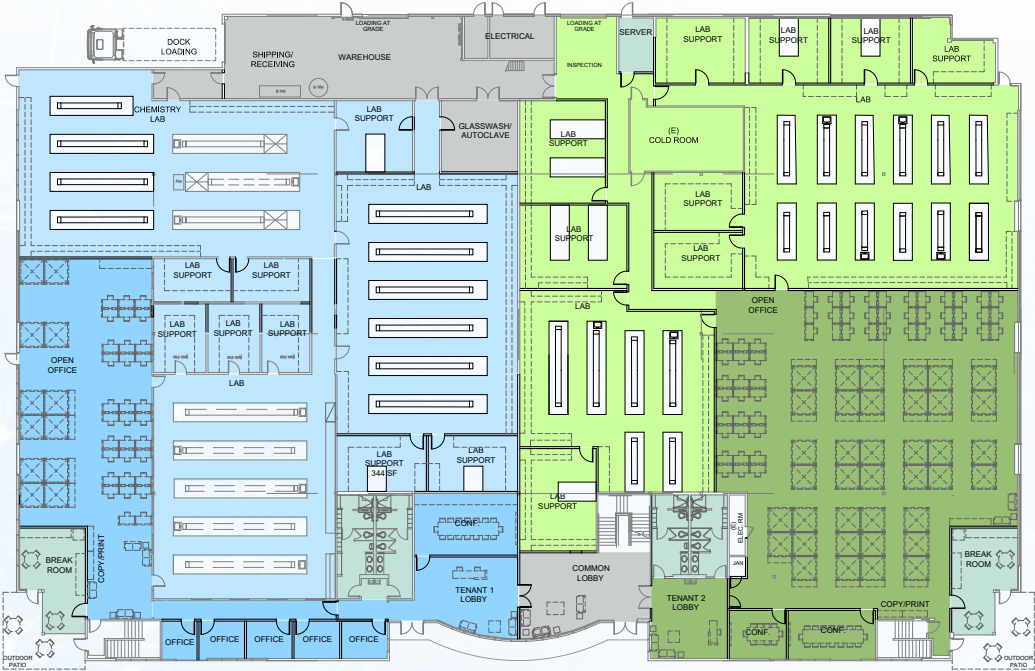 LOADING AT
GRADE
LOADING AT
GRADE
DOCK
LOADING
SHIPPING/
RECEIVING
WAREHOUSE
ELECTRICAL
INSPECTION
SERVER
LAB
SUPPORT
LAB
SUPPORT
LAB
SUPPORT
LAB
SUPPORT
CHEMISTRY
LAB
LAB
SUPPORT
GLASSWASH/
AUTOCLAVE
LAB
SUPPORT
(E)
COLD ROOM
LAB
LAB
LAB
SUPPORT
LAB
SUPPORT
LAB
SUPPORT
LAB
SUPPORT
LAB
SUPPORT
LAB
SUPPORT
LAB
SUPPORT
LAB
SUPPORT
LAB
OPEN
OFFICE
OPEN
OFFICE
LAB
LAB
SUPPORT
344 SF
LAB
SUPPORT
LAB
SUPPORT
CONF.
(E)
ELEC. RM
JAN
COPY/PRINT
BREAK
ROOM
TENANT 1
LOBBY
COMMON
LOBBY
TENANT 2
LOBBY
BREAK
ROOM
COPY/PRINT
OFFICE
OFFICE
OFFICE
OFFICE
OFFICE
CONF.
CONF.
OUTDOOR
PATIO
OUTDOOR
PATIO